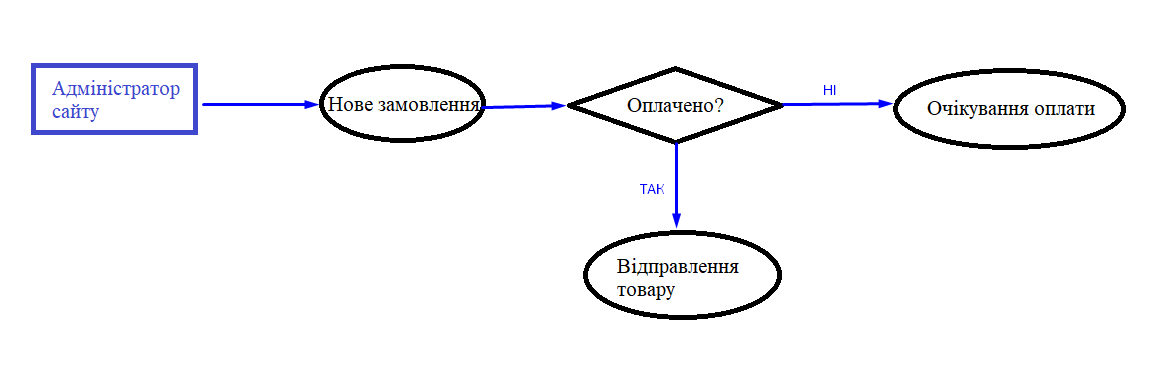 Адміністратор
сайту
Нове замовлення
Оплачено?
НІ
Очікування оплати
ТАК
Відправлення
товару